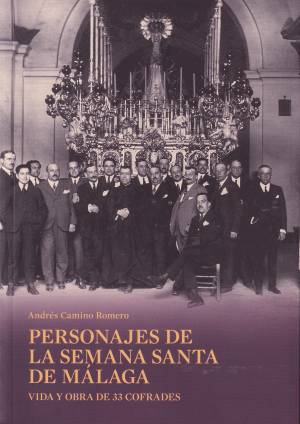 Andrés Camino Romero
PERSONAJES DE
LA SEMANA SANTA
DE MÁLAGA
VIDA Y OBRA DE 33 COFRADES